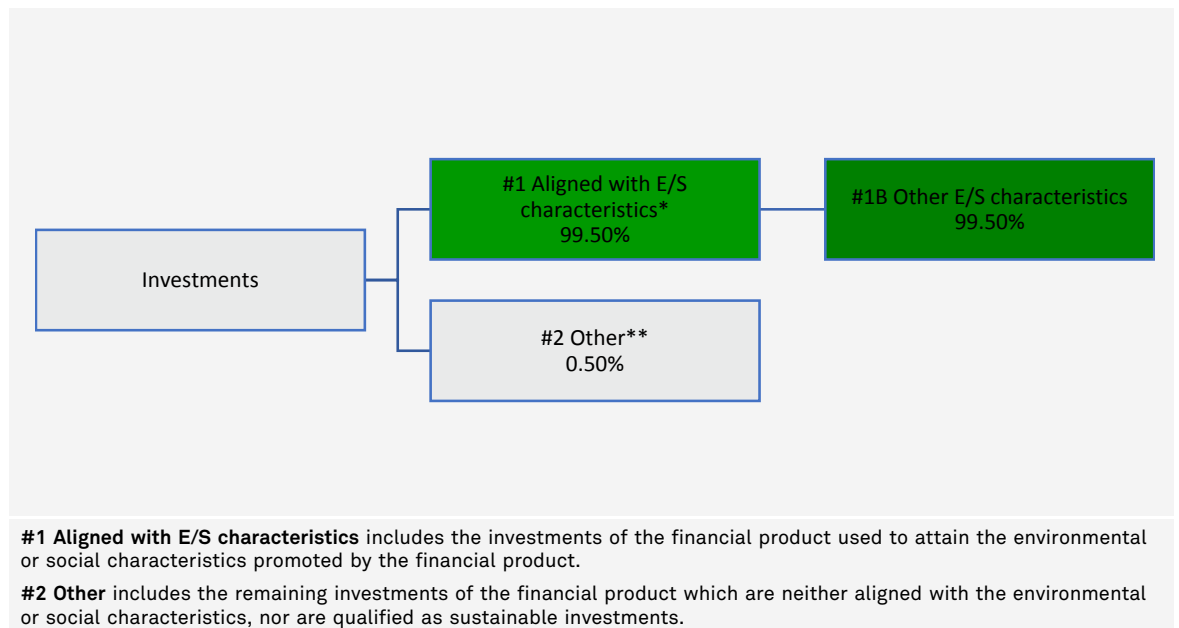 #1 Aligned with E/S
characteristics*
99.50%
#1B Other E/S characteristics
99.50%
Investments
#2 Other**
0.50%
#1 Aligned with E/S characteristics includes the investments of the financial product used to attain the environmental
or social characteristics promoted by the financial product.
#2 Other includes the remaining investments of the financial product which are neither aligned with the environmental
or social characteristics, nor are qualified as sustainable investments.